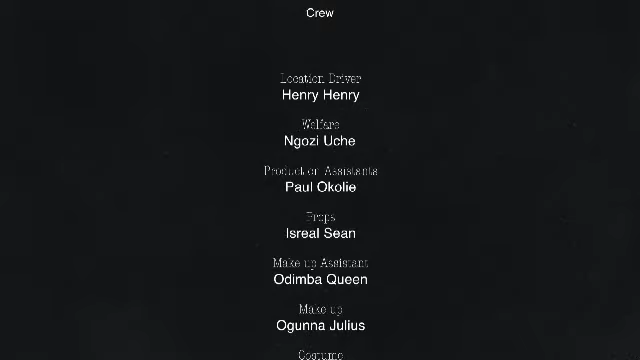 Crew
Location Driver
Henry Henry
Welfare
Ngozi Uche
Production Assistants
Paul Okolie
Props
Isreal Sean
Make up Assistant
Odimba Queen
Make up
Ogunna Julius
Costume